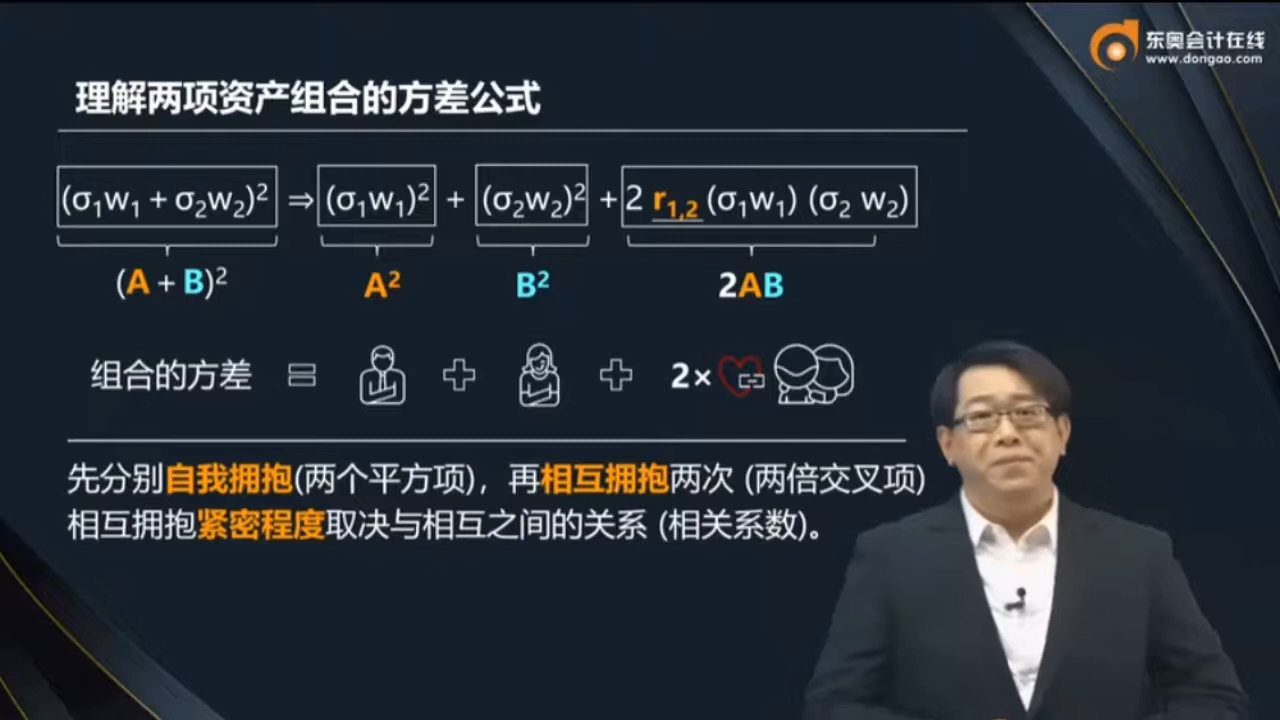 东奥会计在线
www.dongao.com
理解两项资产组合的方差公式
(σ₁w₁ + σ₂w₂)² ⇒ (σ₁w₁)² + (σ₂w₂)² + 2 r₁,₂ (σ₁w₁) (σ₂ w₂)
(A + B)² A² B² 2AB
组合的方差 = + + 2×
先分别自我拥抱(两个平方项)，再相互拥抱两次 (两倍交叉项)
相互拥抱紧密程度取决与相互之间的关系 (相关系数)。